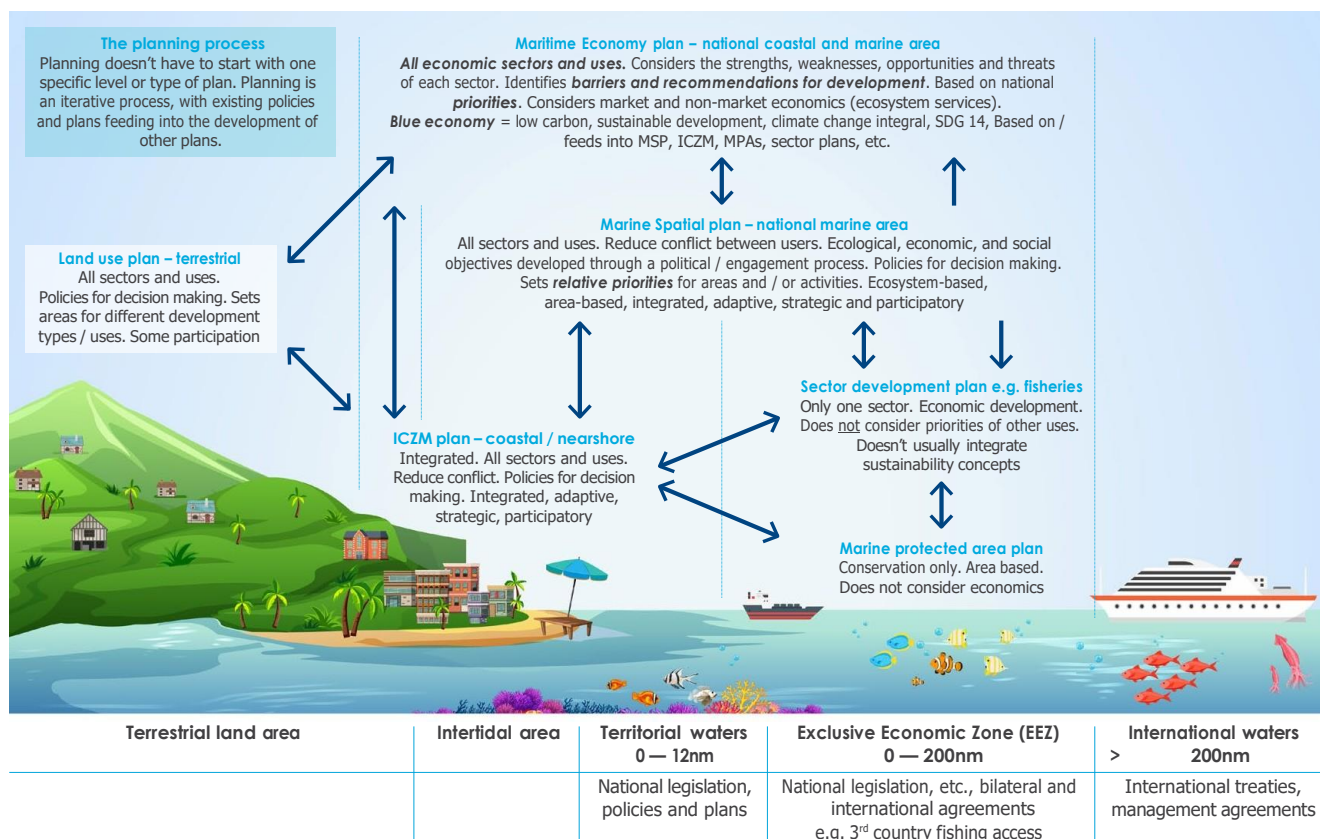 The planning process
Planning doesn't have to start with one
specific level or type of plan. Planning is
an iterative process, with existing policies
and plans feeding into the development of
other plans.
Maritime Economy plan – national coastal and marine area
All economic sectors and uses. Considers the strengths, weaknesses, opportunities and threats
of each sector. Identifies barriers and recommendations for development. Based on national
priorities. Considers market and non-market economics (ecosystem services).
Blue economy = low carbon, sustainable development, climate change integral, SDG 14, Based on /
feeds into MSP, ICZM, MPAs, sector plans, etc.
Marine Spatial plan – national marine area
All sectors and uses. Reduce conflict between users. Ecological, economic, and social
objectives developed through a political / engagement process. Policies for decision making.
Sets relative priorities for areas and / or activities. Ecosystem-based,
area-based, integrated, adaptive, strategic and participatory
Land use plan – terrestrial
All sectors and uses.
Policies for decision making. Sets
areas for different development
types / uses. Some participation
Sector development plan e.g. fisheries
Only one sector. Economic development.
Does not consider priorities of other uses.
Doesn't usually integrate
sustainability concepts
ICZM plan – coastal / nearshore
Integrated. All sectors and uses.
Reduce conflict. Policies for decision
making. Integrated, adaptive,
strategic, participatory
Marine protected area plan
Conservation only. Area based.
Does not consider economics
Terrestrial land area
Intertidal area
Territorial waters
0 — 12nm
National legislation,
policies and plans
Exclusive Economic Zone (EEZ)
0 — 200nm
National legislation, etc., bilateral and
international agreements
e.g. 3rd country fishing access
International waters
> 200nm
International treaties,
management agreements